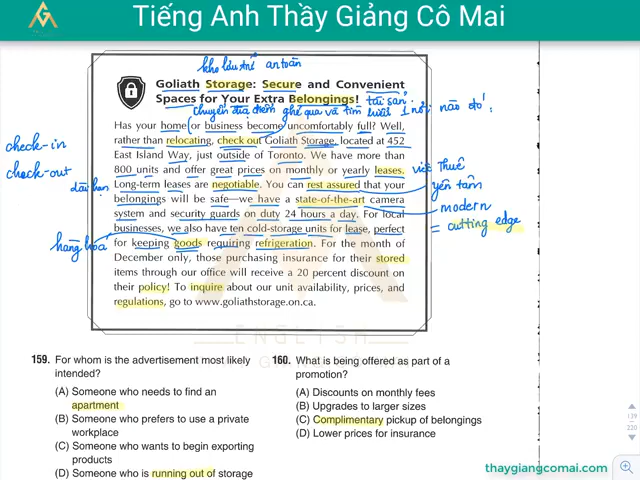 Tiếng Anh Thầy Giảng Cô Mai
kho lưu trữ an toàn
Goliath Storage: Secure and Convenient
Spaces for Your Extra Belongings! tài sản
chuyển địa điểm ghé qua và tìm hiểu 1 nơi nào đó
Has your home or business become uncomfortably full? Well,
rather than relocating, check out Goliath Storage, located at 452
East Island Way, just outside of Toronto. We have more than
800 units and offer great prices on monthly or yearly leases.
Long-term leases are negotiable. You can rest assured that your
belongings will be safe—we have a state-of-the-art camera
system and security guards on duty 24 hours a day. For local
businesses, we also have ten cold-storage units for lease, perfect
for keeping goods requiring refrigeration. For the month of
December only, those purchasing insurance for their stored
items through our office will receive a 20 percent discount on
their policy! To inquire about our unit availability, prices, and
regulations, go to www.goliathstorage.on.ca.
check-in
check-out
dài hạn
hàng hóa
việc thuê
yên tâm
modern
= cutting edge
ENGLISH
159. For whom is the advertisement most likely
intended?
(A) Someone who needs to find an
apartment
(B) Someone who prefers to use a private
workplace
(C) Someone who wants to begin exporting
products
(D) Someone who is running out of storage
160. What is being offered as part of a
promotion?
(A) Discounts on monthly fees
(B) Upgrades to larger sizes
(C) Complimentary pickup of belongings
(D) Lower prices for insurance
139
220
thaygiangcomai.com